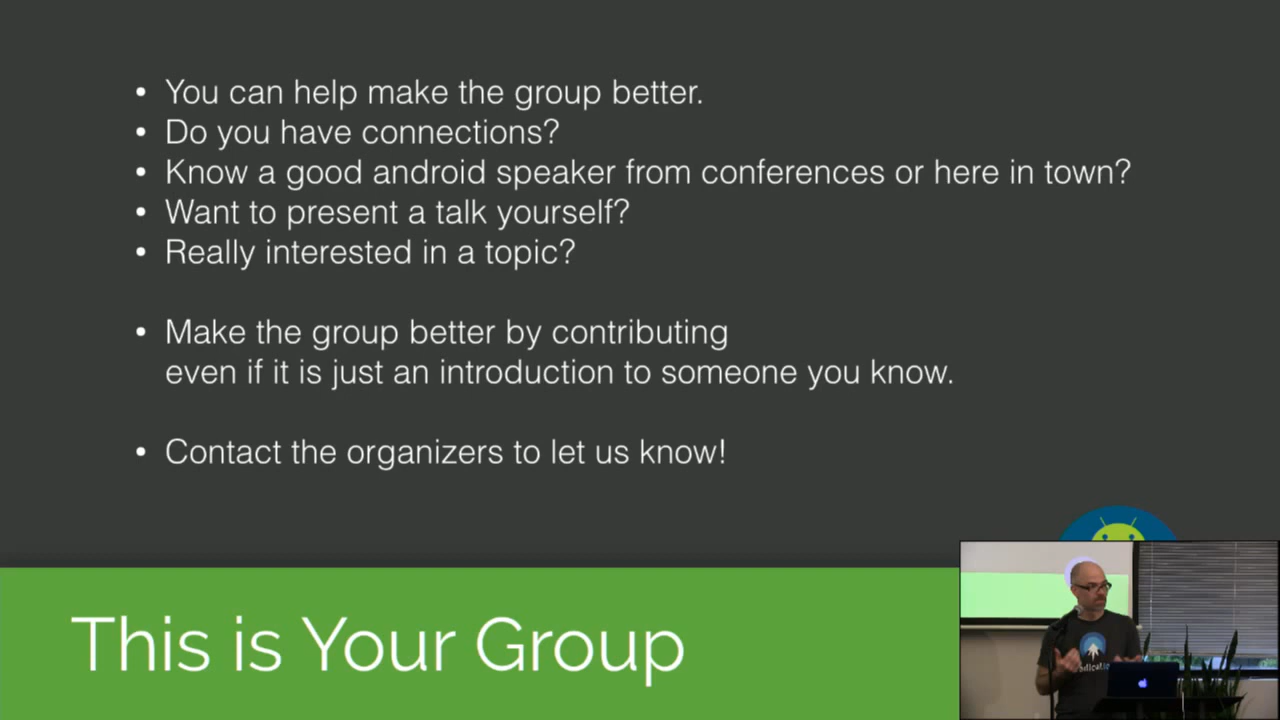 • You can help make the group better.
• Do you have connections?
• Know a good android speaker from conferences or here in town?
• Want to present a talk yourself?
• Really interested in a topic?
• Make the group better by contributing
even if it is just an introduction to someone you know.
• Contact the organizers to let us know!
This is Your Group